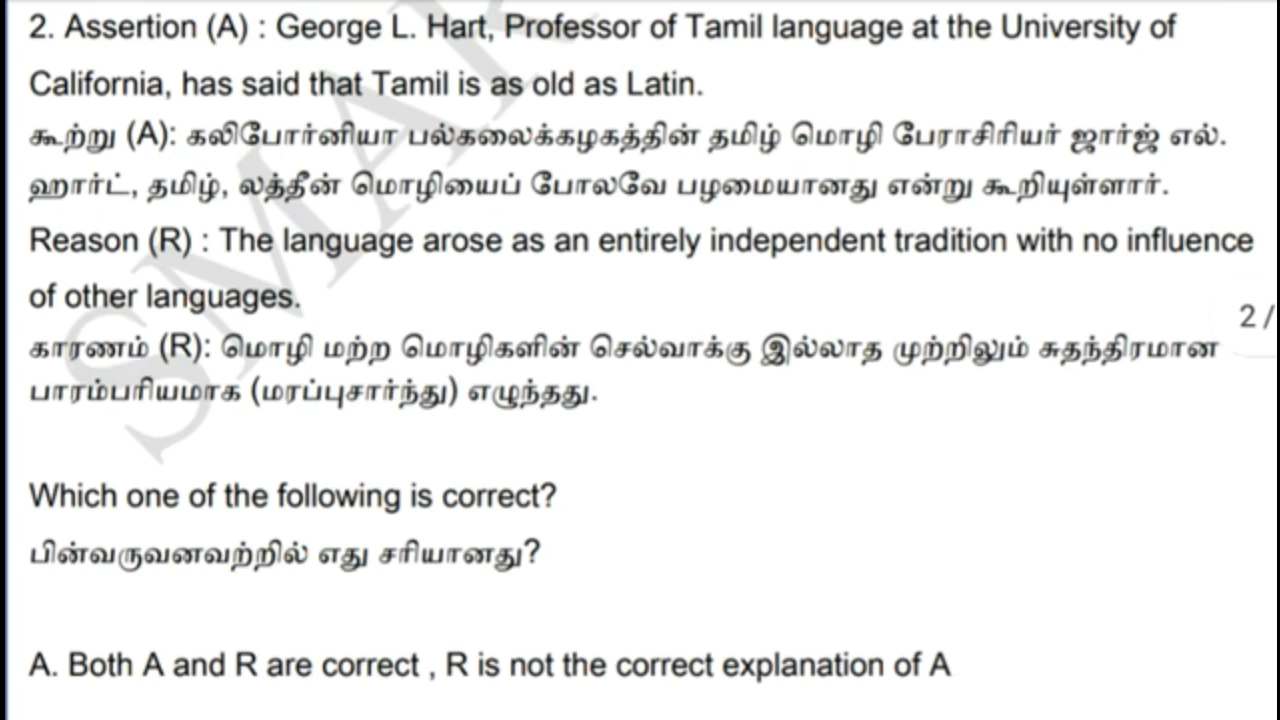 2. Assertion (A) : George L. Hart, Professor of Tamil language at the University of
California, has said that Tamil is as old as Latin.
கூற்று (A): கலிபோர்னியா பல்கலைக்கழகத்தின் தமிழ் மொழி பேராசிரியர் ஜார்ஜ் எல்.
ஹார்ட், தமிழ், லத்தீன் மொழியைப் போலவே பழமையானது என்று கூறியுள்ளார்.
Reason (R) : The language arose as an entirely independent tradition with no influence
of other languages.
2/
காரணம் (R): மொழி மற்ற மொழிகளின் செல்வாக்கு இல்லாத முற்றிலும் சுதந்திரமான
பாரம்பரியமாக (மரப்புசார்ந்து) எழுந்தது.
Which one of the following is correct?
பின்வருவனவற்றில் எது சரியானது?
A. Both A and R are correct , R is not the correct explanation of A
SMAR